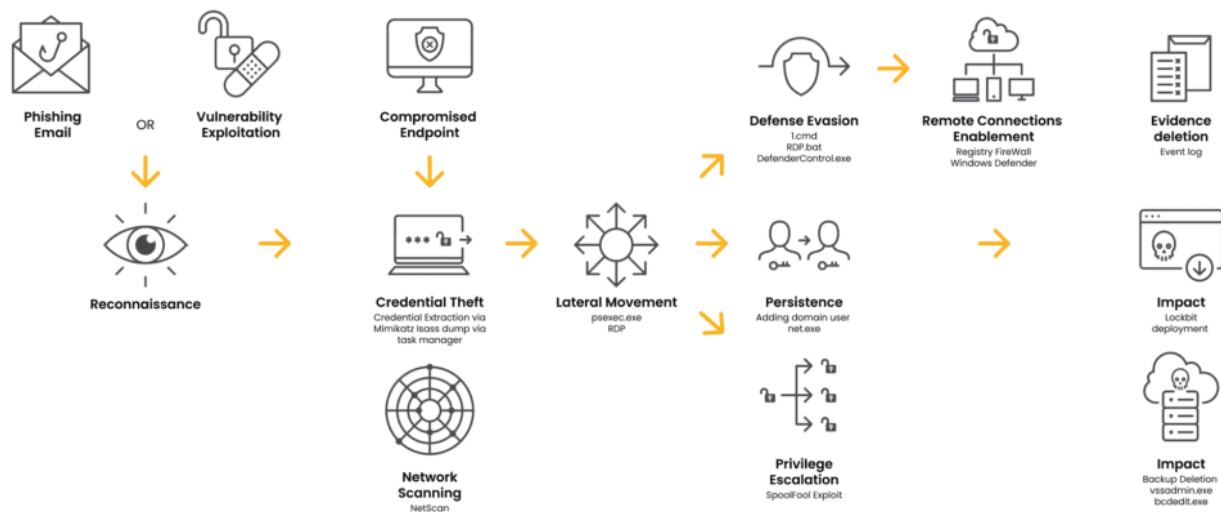 Phishing
Email
OR
Vulnerability
Exploitation
Compromised
Endpoint
Defense Evasion
1.cmd
RDP.bat
DefenderControl.exe
Remote Connections
Enablement
Registry FireWall
Windows Defender
Evidence
deletion
Event log
Reconnaissance
***
Credential Theft
Credential Extraction via
Mimikatz lsass dump via
task manager
Lateral Movement
psexec.exe
RDP
Persistence
Adding domain user
net.exe
Impact
Lockbit
deployment
Network
Scanning
NetScan
Privilege
Escalation
SpoolFool Exploit
Impact
Backup Deletion
vssadmin.exe
bcdedit.exe